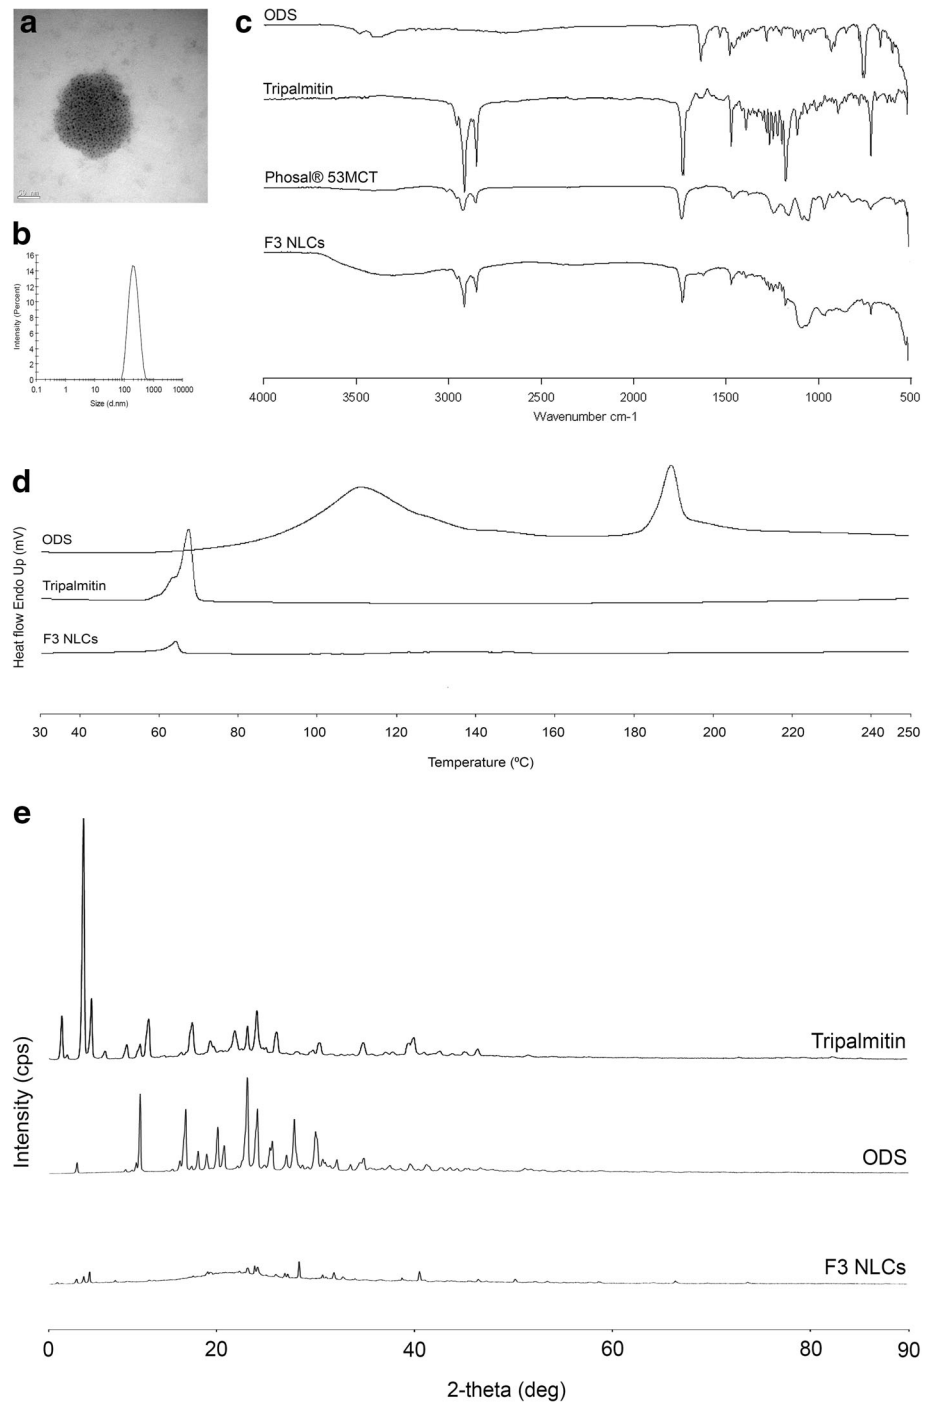 a
50 nm
b
16
14
12
10
8
6
4
2
0
Intensity (Percent)
0.1 1 10 100 1000 10000
Size (d.nm)
c
ODS
Tripalmitin
Phosal® 53MCT
F3 NLCs
4000 3500 3000 2500 2000 1500 1000 500
Wavenumber cm-1
d
Heat flow Endo Up (mV)
ODS
Tripalmitin
F3 NLCs
30 40 60 80 100 120 140 160 180 200 220 240 250
Temperature (ºC)
e
Intensity (cps)
Tripalmitin
ODS
F3 NLCs
0 20 40 60 80 90
2-theta (deg)